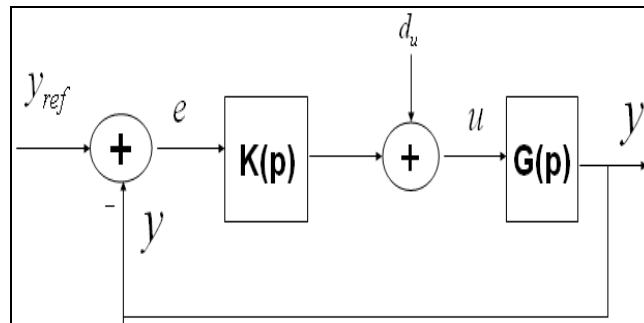 d_u
y_ref
e
u
y
+
K(p)
+
G(p)
–
y